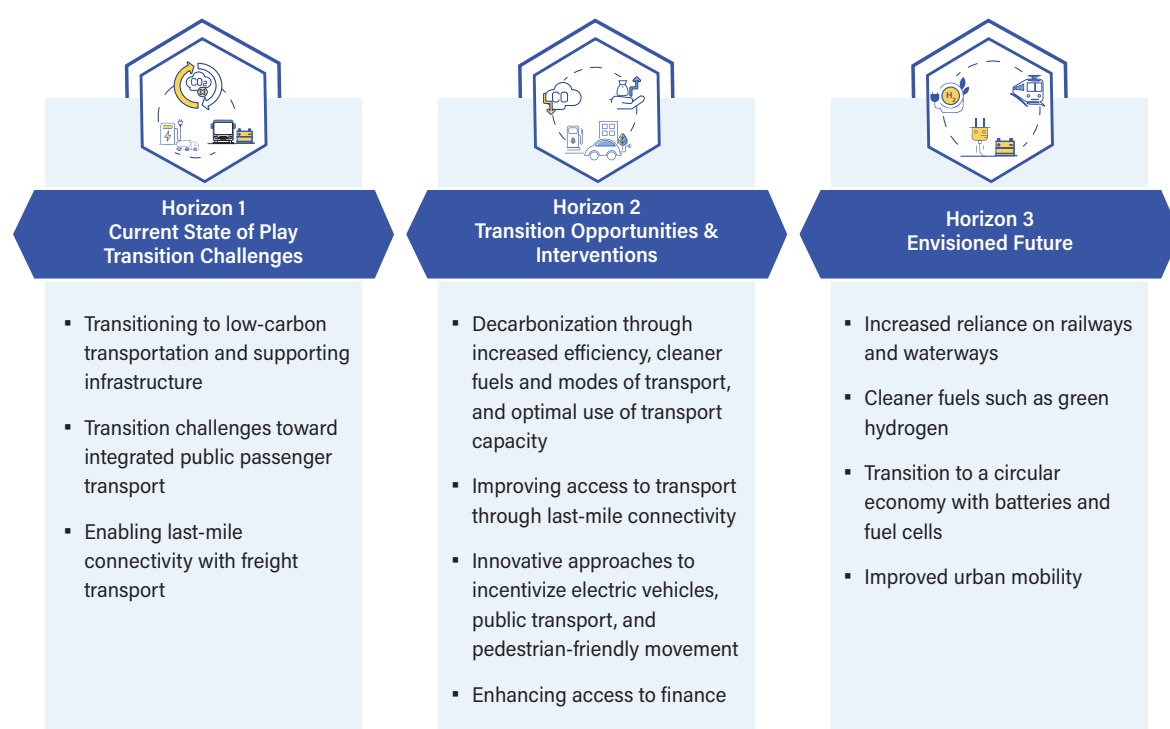 CO₂
CO
H₂
Horizon 1
Current State of Play
Transition Challenges
▪ Transitioning to low-carbon
transportation and supporting
infrastructure
▪ Transition challenges toward
integrated public passenger
transport
▪ Enabling last-mile
connectivity with freight
transport
Horizon 2
Transition Opportunities &
Interventions
▪ Decarbonization through
increased efficiency, cleaner
fuels and modes of transport,
and optimal use of transport
capacity
▪ Improving access to transport
through last-mile connectivity
▪ Innovative approaches to
incentivize electric vehicles,
public transport, and
pedestrian-friendly movement
▪ Enhancing access to finance
Horizon 3
Envisioned Future
▪ Increased reliance on railways
and waterways
▪ Cleaner fuels such as green
hydrogen
▪ Transition to a circular
economy with batteries and
fuel cells
▪ Improved urban mobility